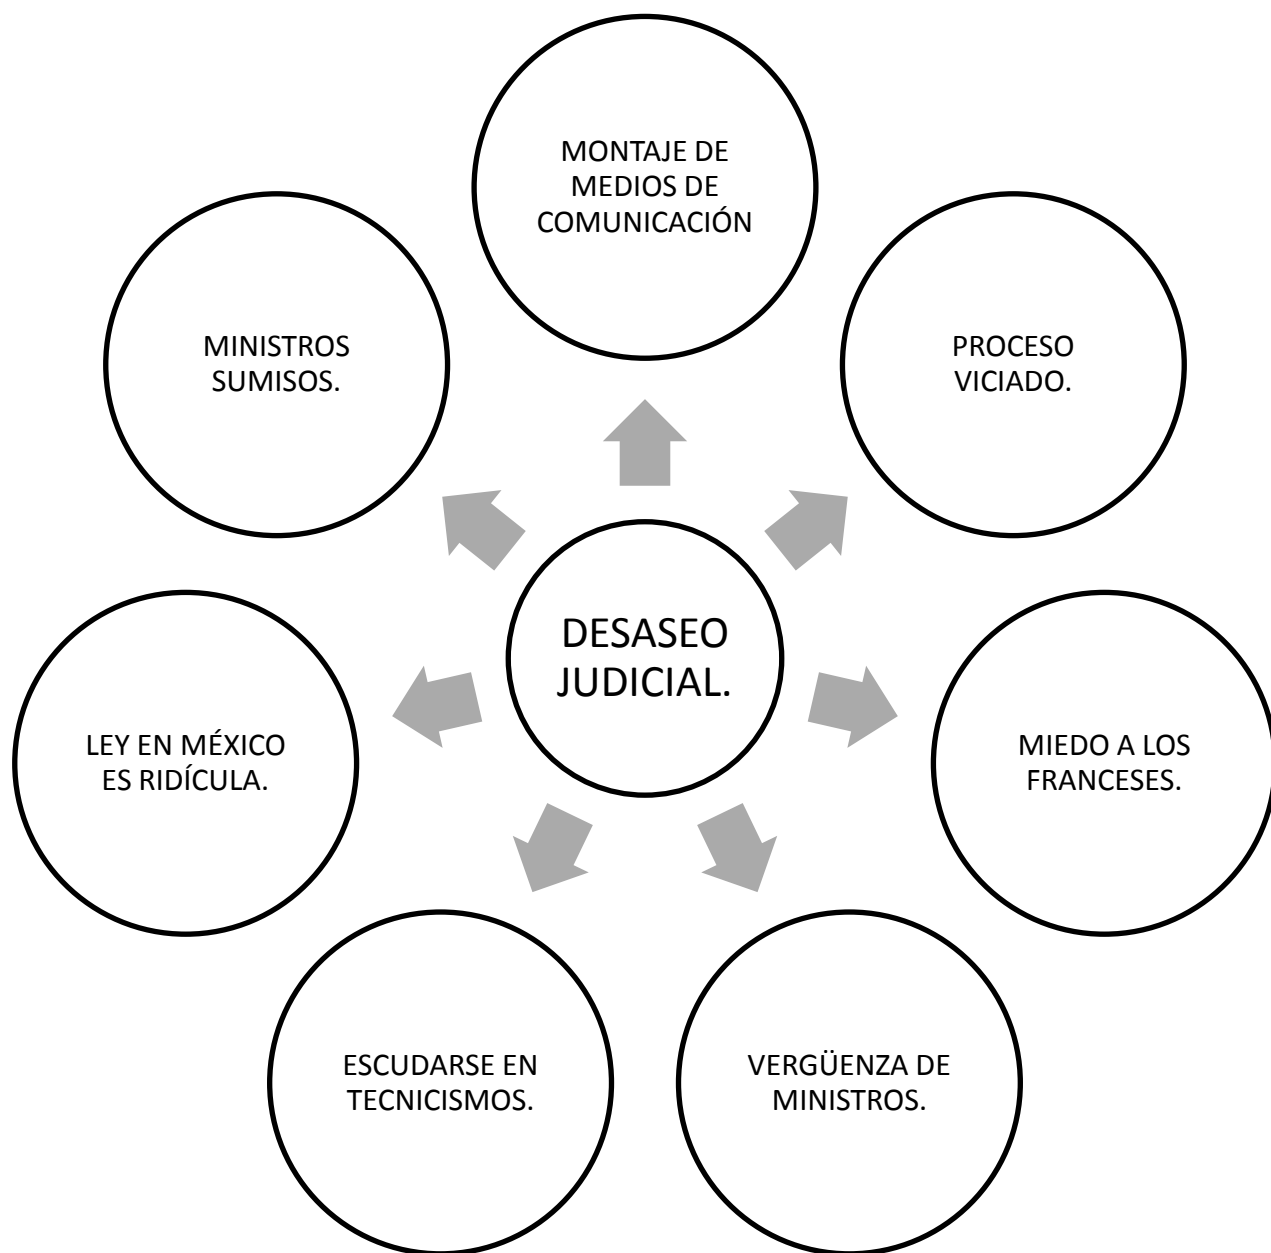 MONTAJE DE
MEDIOS DE
COMUNICACIÓN
PROCESO
VICIADO.
MIEDO A LOS
FRANCESES.
VERGÜENZA DE
MINISTROS.
ESCUDARSE EN
TECNICISMOS.
LEY EN MÉXICO
ES RIDÍCULA.
MINISTROS
SUMISOS.
DESASEO
JUDICIAL.